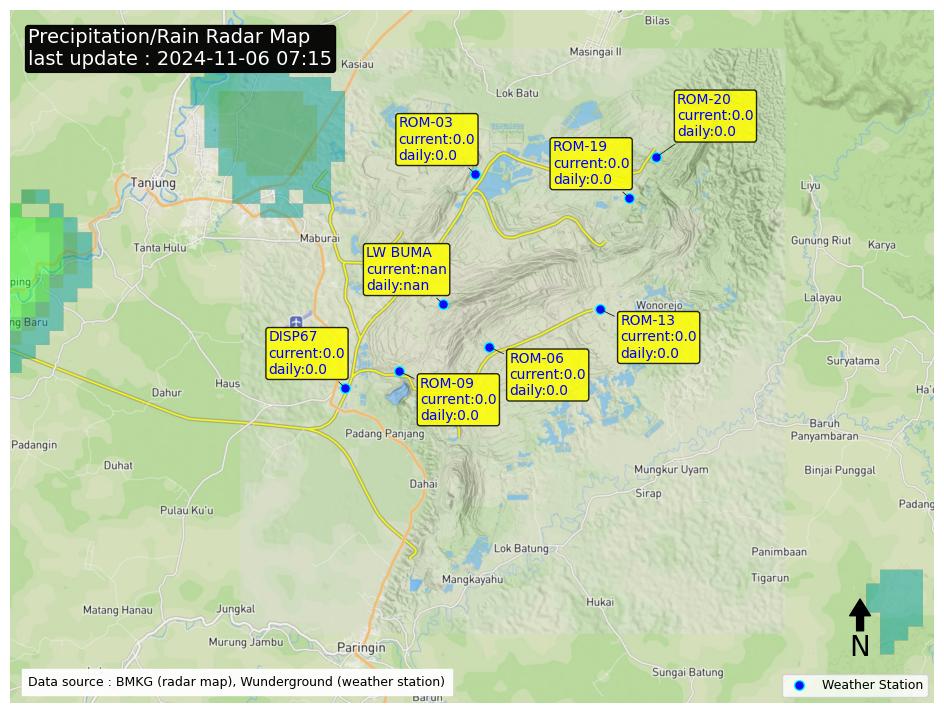 Precipitation/Rain Radar Map
last update : 2024-11-06 07:15
Bilas
Masingai II
Kasiau
Lok Batu
ROM-20
current:0.0
daily:0.0
ROM-03
current:0.0
daily:0.0
ROM-19
current:0.0
daily:0.0
Tanjung
Liyu
Maburai
Tanta Hulu
Gunung Riut
Karya
LW BUMA
current:nan
daily:nan
ping
Lalayau
Wonorejo
ng Baru
ROM-13
current:0.0
daily:0.0
DISP67
current:0.0
daily:0.0
ROM-06
current:0.0
daily:0.0
Suryatama
ROM-09
current:0.0
daily:0.0
Haus
Dahur
Ha'
Baruh
Panyambaran
Padang Panjang
Padangin
Duhat
Mungkur Uyam
Binjai Punggal
Dahai
Sirap
Padang
Pulau Ku'u
Lok Batung
Panimbaan
Mangkayahu
Tigarun
Hukai
Matang Hanau
Jungkal
Murung Jambu
Paringin
N
Sungai Batung
Data source : BMKG (radar map), Wunderground (weather station)
Weather Station
Barun